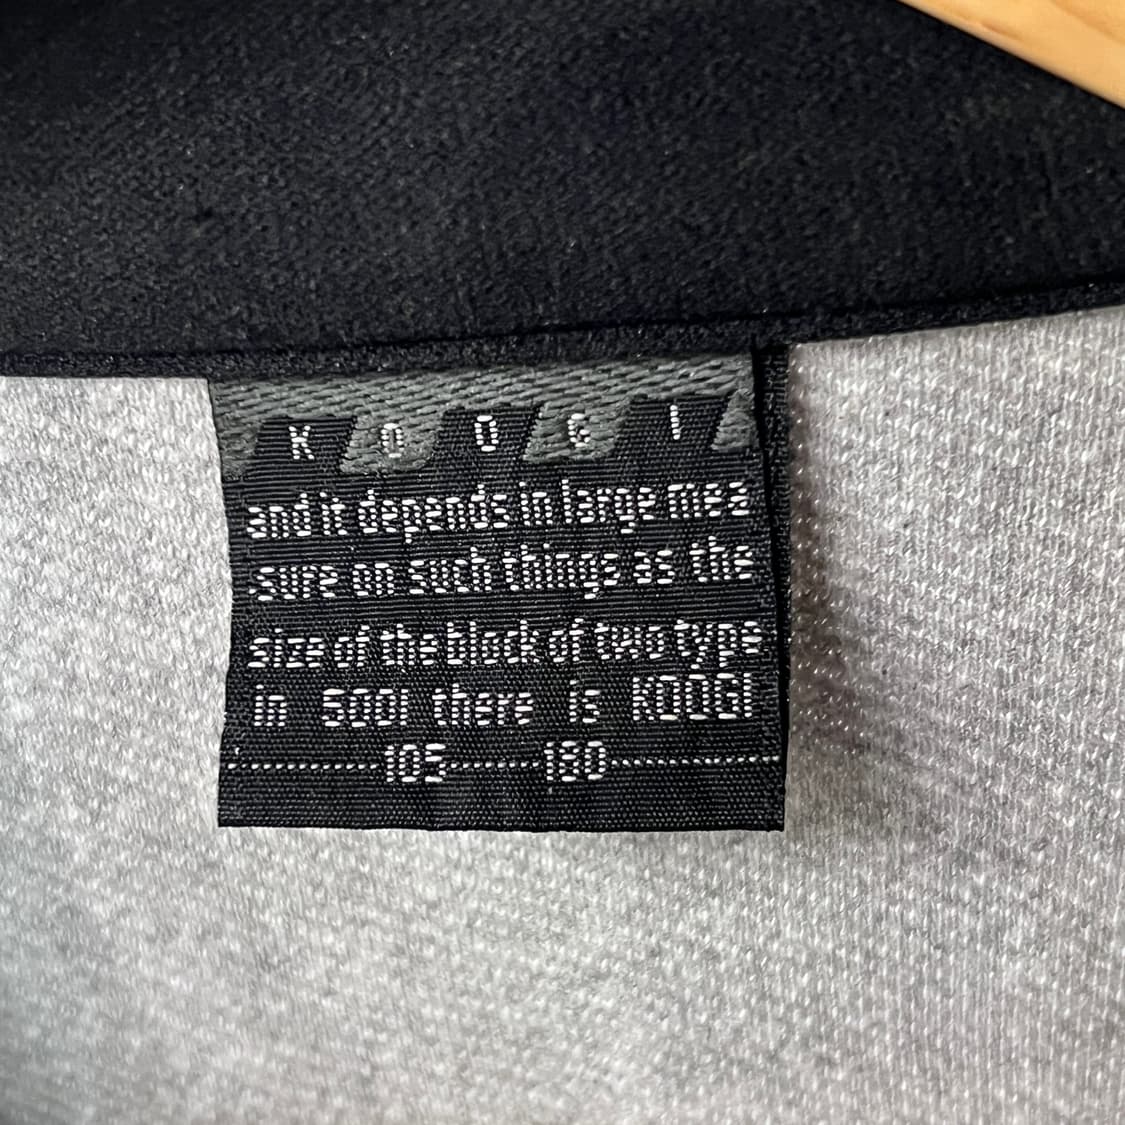 K O O G I
and it depends in large mea
sure on such things as the
size of the block of two type
in SOOI there is KOOGI
105 180